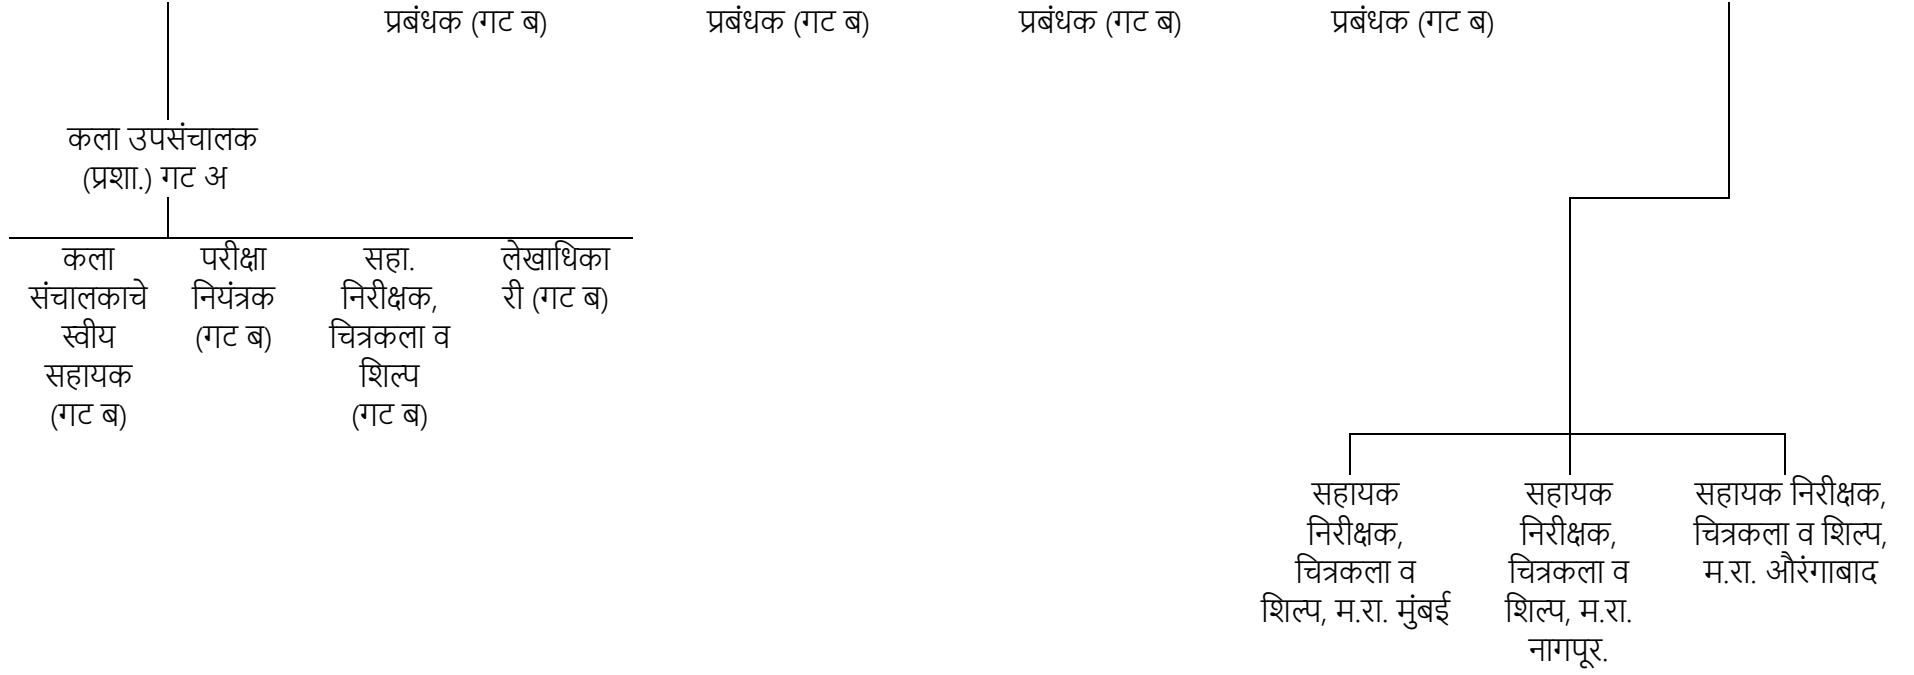 प्रबंधक (गट ब)
प्रबंधक (गट ब)
प्रबंधक (गट ब)
प्रबंधक (गट ब)
कला उपसंचालक
(प्रशा.) गट अ
कला
संचालकाचे
स्वीय
सहायक
(गट ब)
परीक्षा
नियंत्रक
(गट ब)
सहा.
निरीक्षक,
चित्रकला व
शिल्प
(गट ब)
लेखाधिका
री (गट ब)
सहायक
निरीक्षक,
चित्रकला व
शिल्प, म.रा. मुंबई
सहायक
निरीक्षक,
चित्रकला व
शिल्प, म.रा.
नागपूर.
सहायक निरीक्षक,
चित्रकला व शिल्प,
म.रा. औरंगाबाद